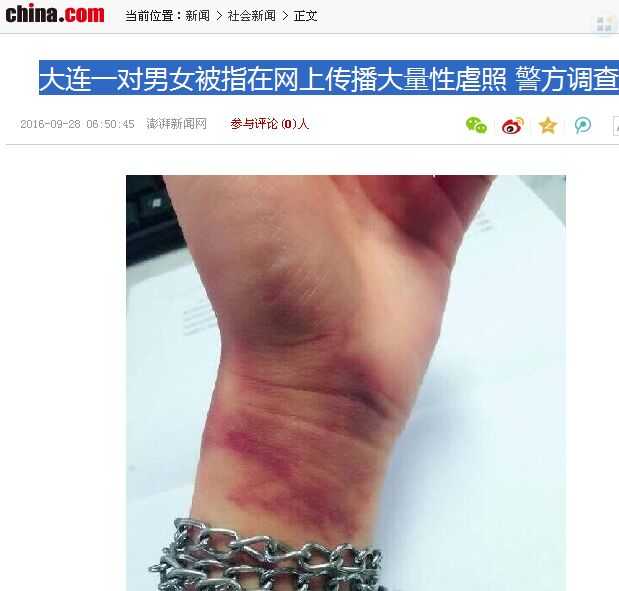 china.com 当前位置：新闻 > 社会新闻 > 正文
大连一对男女被指在网上传播大量性虐照 警方调查
2016-09-28 06:50:45 澎湃新闻网 参与评论(0)人